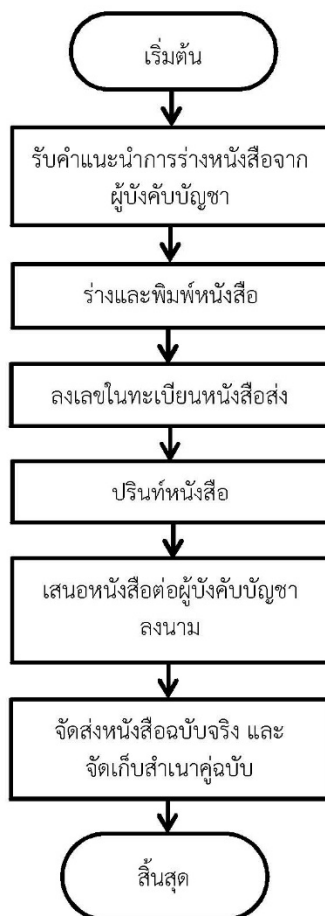 เริ่มต้น
รับคำแนะนำการร่างหนังสือจาก
ผู้บังคับบัญชา
ร่างและพิมพ์หนังสือ
ลงเลขในทะเบียนหนังสือส่ง
ปรินท์หนังสือ
เสนอหนังสือต่อผู้บังคับบัญชา
ลงนาม
จัดส่งหนังสือฉบับจริง และ
จัดเก็บสำเนาคู่ฉบับ
สิ้นสุด